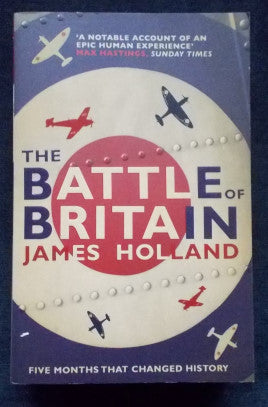 'A NOTABLE ACCOUNT OF AN
EPIC HUMAN EXPERIENCE'
MAX HASTINGS, SUNDAY TIMES
THE
BATTLE OF
BRITAIN
JAMES HOLLAND
FIVE MONTHS THAT CHANGED HISTORY